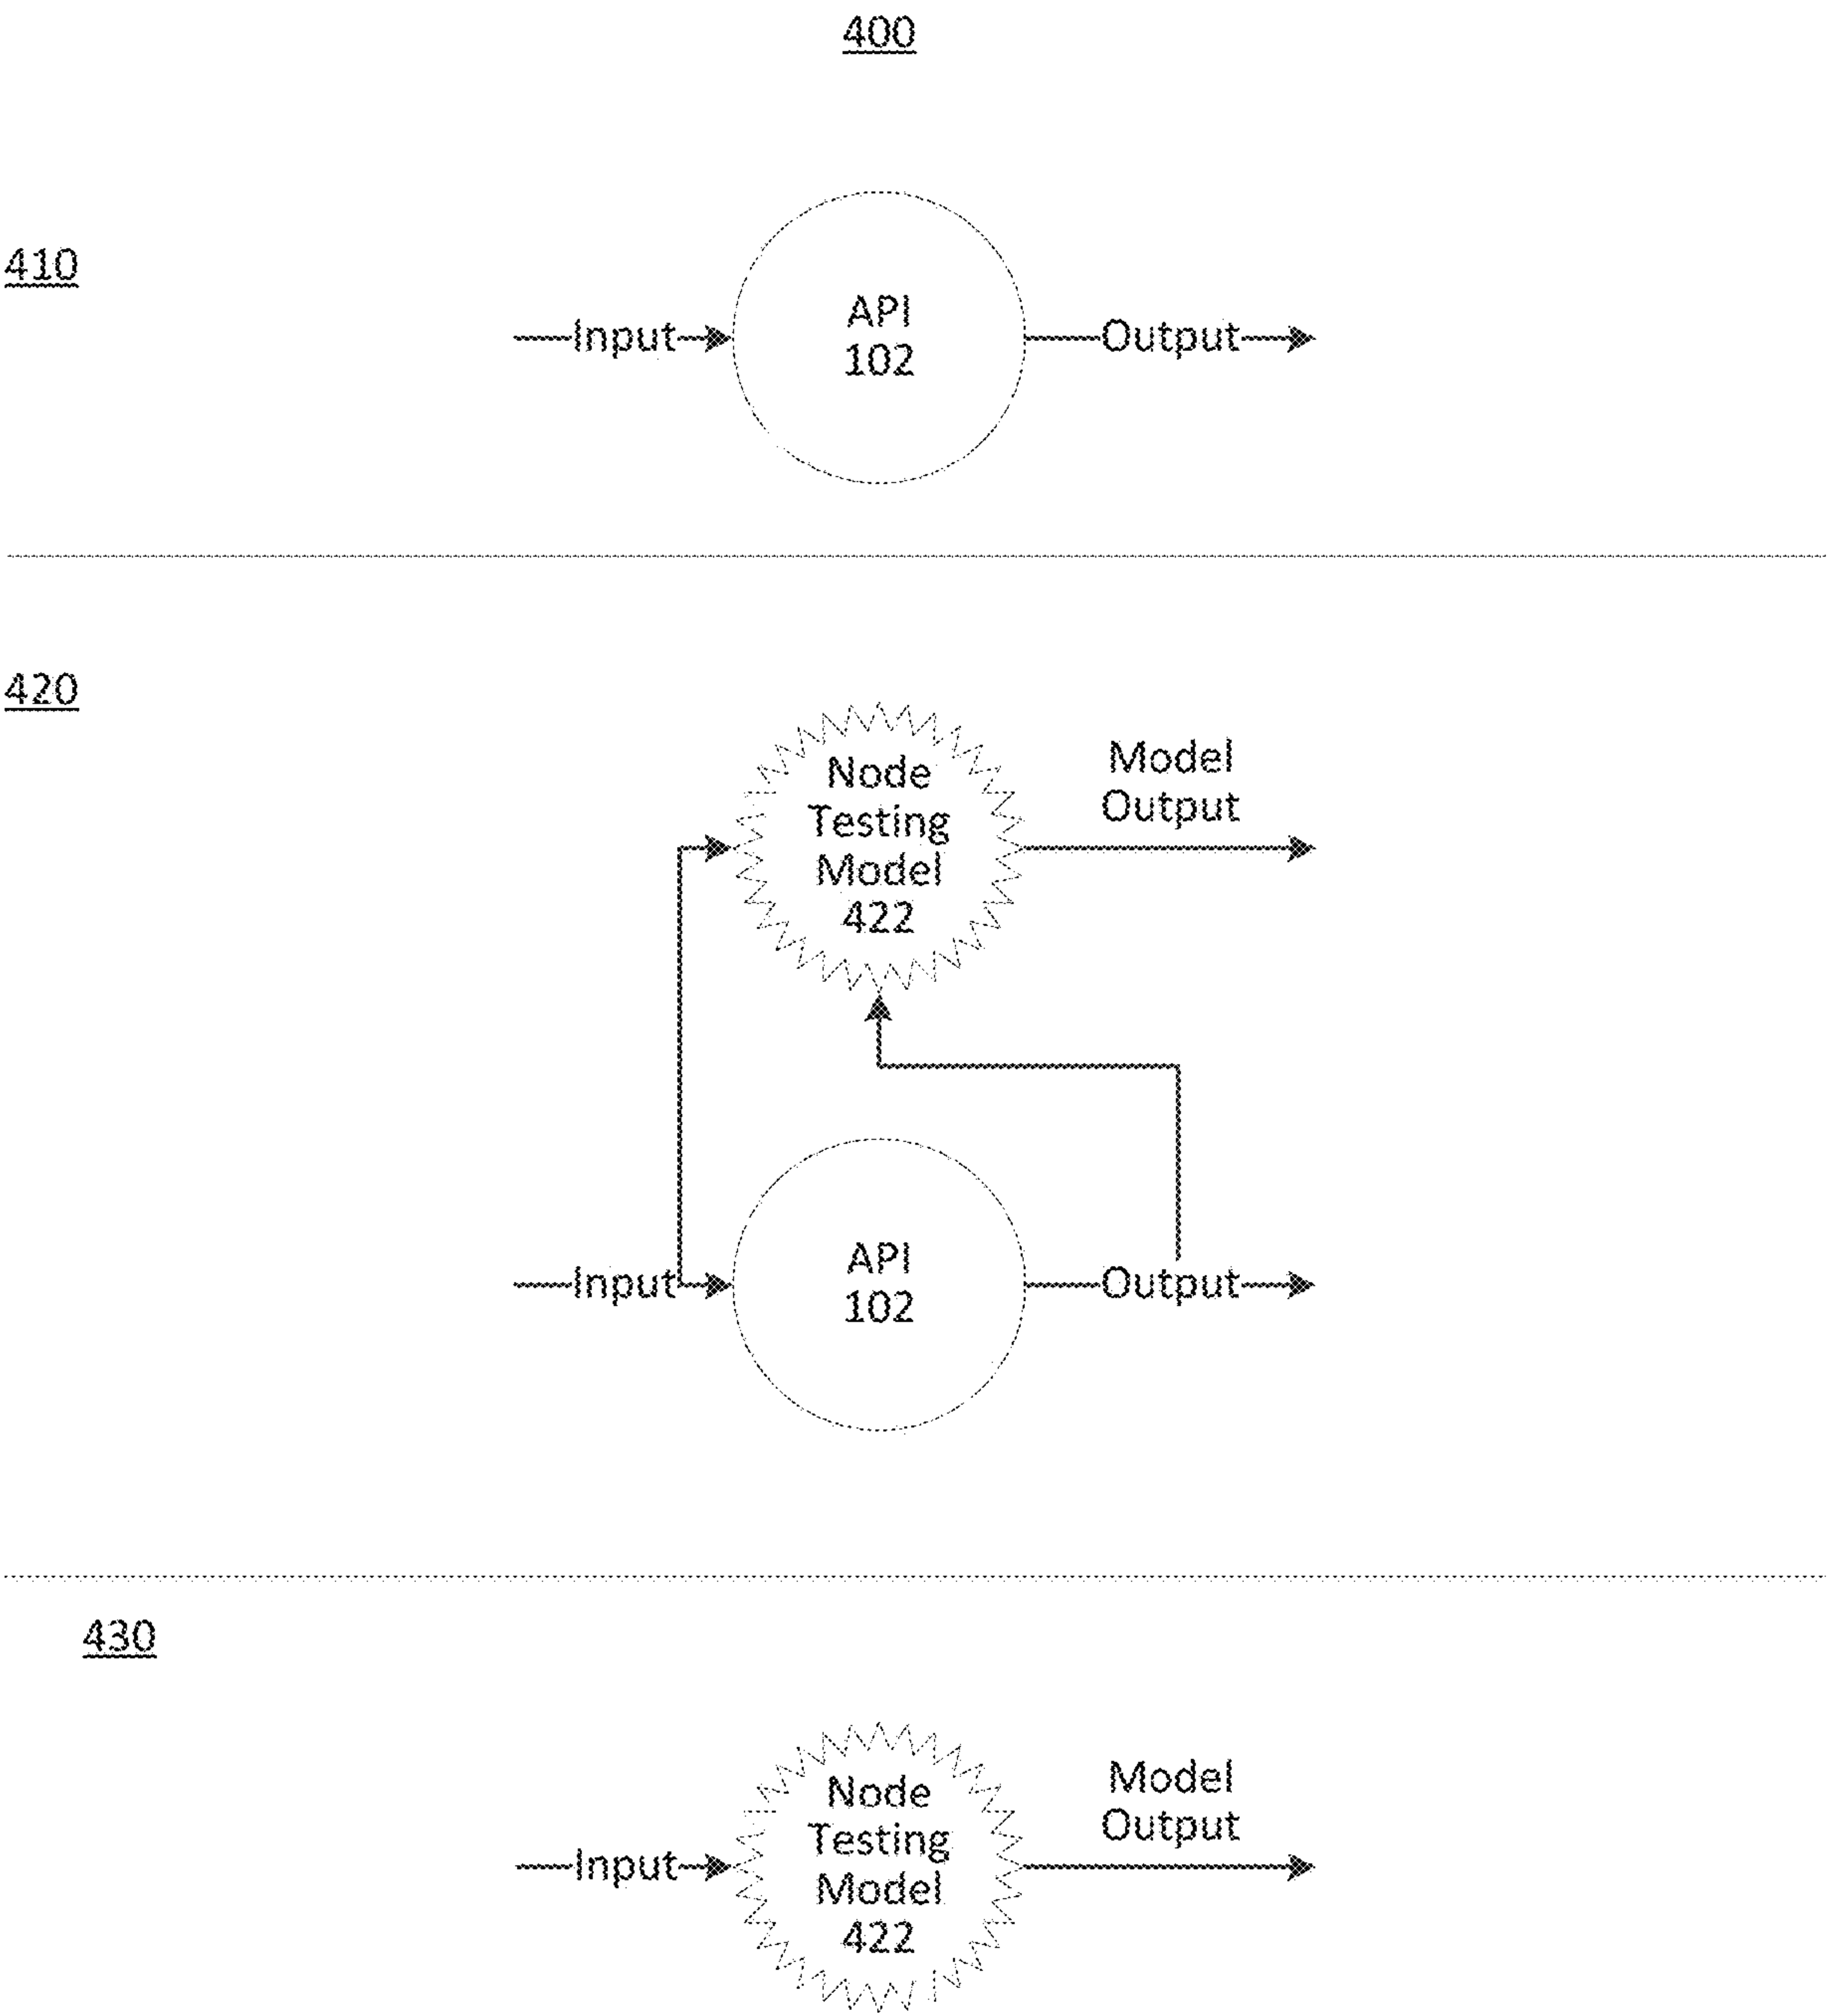 400
410
API
102
Input
Output
420
Node
Testing
Model
422
Model
Output
API
102
Input
Output
430
Node
Testing
Model
422
Model
Output
Input